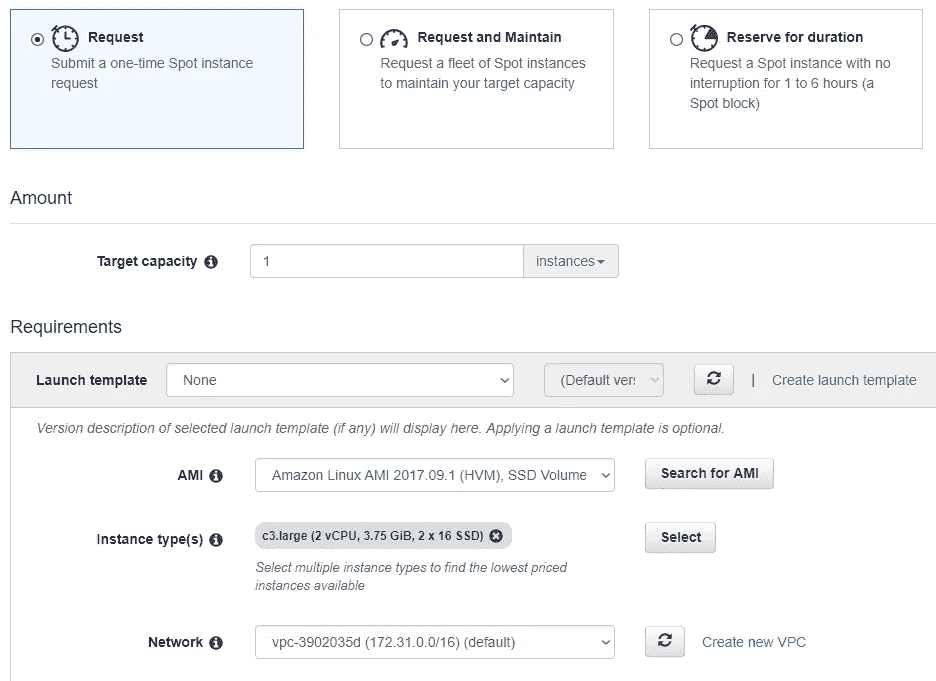 Request
Submit a one-time Spot instance
request
Request and Maintain
Request a fleet of Spot instances
to maintain your target capacity
Reserve for duration
Request a Spot instance with no
interruption for 1 to 6 hours (a
Spot block)
Amount
Target capacity 1 instances
Requirements
Launch template None (Default ver | Create launch template
Version description of selected launch template (if any) will display here. Applying a launch template is optional.
AMI Amazon Linux AMI 2017.09.1 (HVM), SSD Volume Search for AMI
Instance type(s) c3.large (2 vCPU, 3.75 GiB, 2 x 16 SSD) Select
Select multiple instance types to find the lowest priced
instances available
Network vpc-3902035d (172.31.0.0/16) (default) Create new VPC